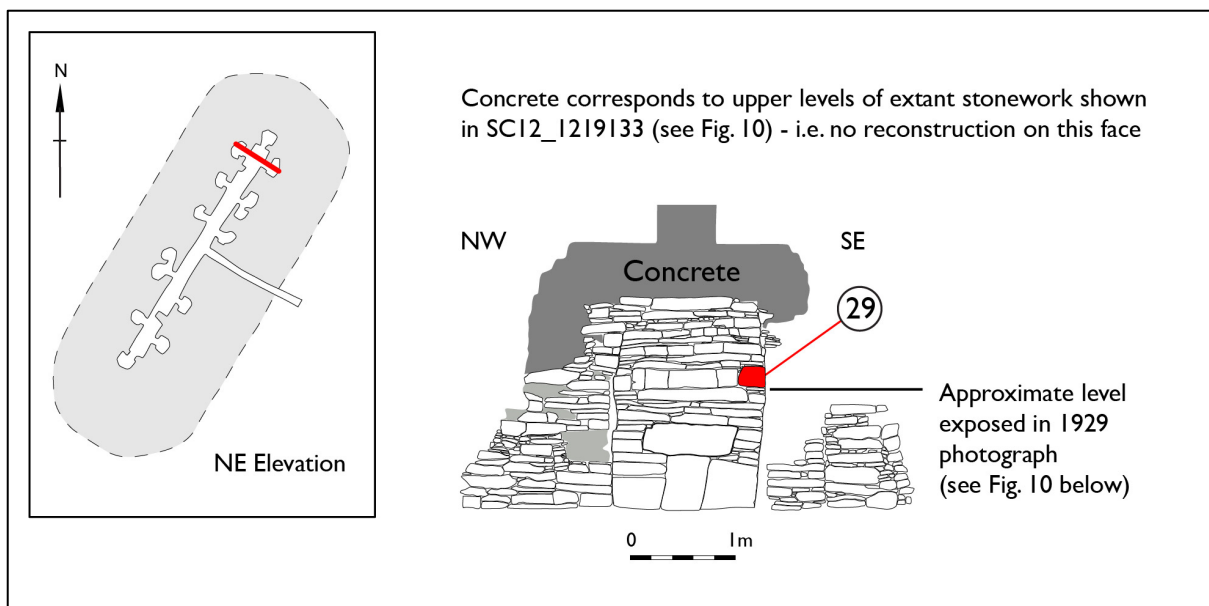 N
NE Elevation
Concrete corresponds to upper levels of extant stonework shown
in SC12_1219133 (see Fig. 10) - i.e. no reconstruction on this face
NW
SE
Concrete
29
Approximate level
exposed in 1929
photograph
(see Fig. 10 below)
0
1m